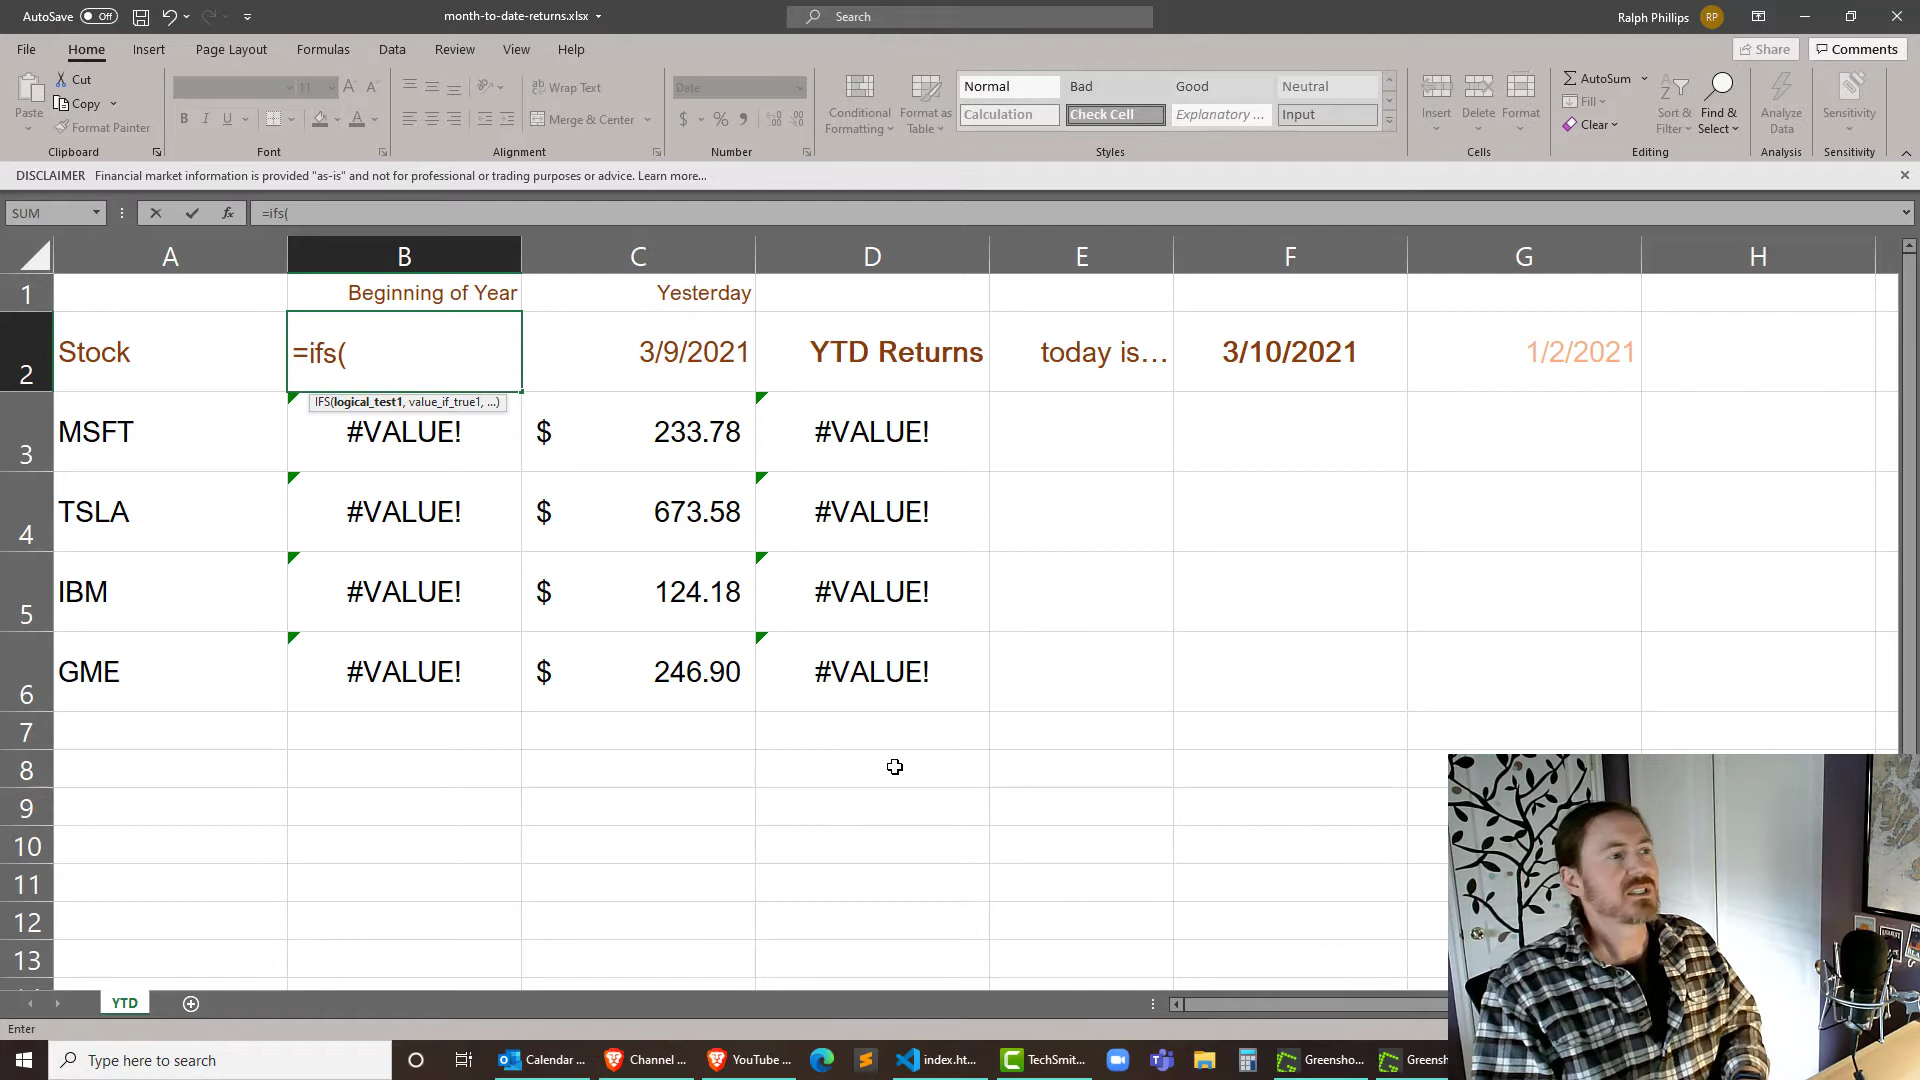 AutoSave Off month-to-date-returns.xlsx Search Ralph Phillips RP
File Home Insert Page Layout Formulas Data Review View Help Share Comments
Paste Cut Copy Format Painter Clipboard
11 A A B I U A Font
Wrap Text Merge & Center Alignment
Date $ % 9 Number
Conditional Formatting Format as Table Normal Bad Good Neutral
Calculation Check Cell Explanatory ... Input Styles
Insert Delete Format Cells
AutoSum Fill Clear Sort & Filter Find & Select Editing
Analyze Data Analysis Sensitivity Sensitivity
DISCLAIMER Financial market information is provided "as-is" and not for professional or trading purposes or advice. Learn more...
SUM fx =ifs(
A B C D E F G H
1 Beginning of Year Yesterday
2 Stock =ifs( 3/9/2021 YTD Returns today is... 3/10/2021 1/2/2021
IFS(logical_test1, value_if_true1, ...)
3 MSFT #VALUE! $ 233.78 #VALUE!
4 TSLA #VALUE! $ 673.58 #VALUE!
5 IBM #VALUE! $ 124.18 #VALUE!
6 GME #VALUE! $ 246.90 #VALUE!
7
8
9
10
11
12
13
YTD
Enter
Type here to search Calendar ... Channel ... YouTube ... index.ht... TechSmit... Greensho... Greensh